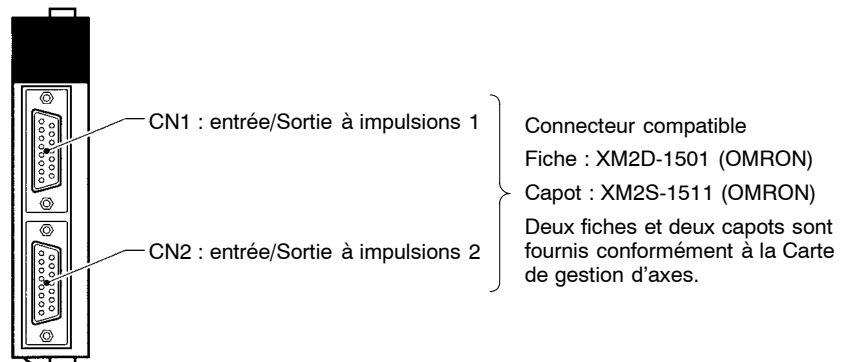 CN1 : entrée/Sortie à impulsions 1
CN2 : entrée/Sortie à impulsions 2
Connecteur compatible
Fiche : XM2D-1501 (OMRON)
Capot : XM2S-1511 (OMRON)
Deux fiches et deux capots sont
fournis conformément à la Carte
de gestion d'axes.